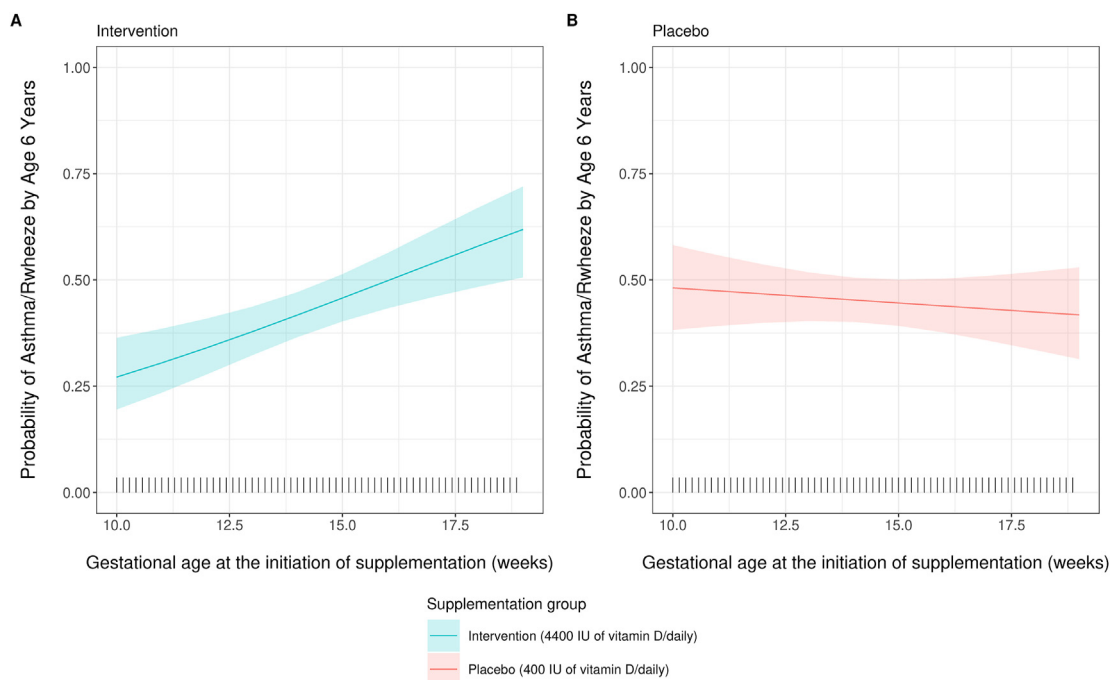 A
Intervention
Probability of Asthma/Rwheeze by Age 6 Years
1.00
0.75
0.50
0.25
0.00
10.0 12.5 15.0 17.5
Gestational age at the initiation of supplementation (weeks)
B
Placebo
Probability of Asthma/Rwheeze by Age 6 Years
1.00
0.75
0.50
0.25
0.00
10.0 12.5 15.0 17.5
Gestational age at the initiation of supplementation (weeks)
Supplementation group
Intervention (4400 IU of vitamin D/daily)
Placebo (400 IU of vitamin D/daily)